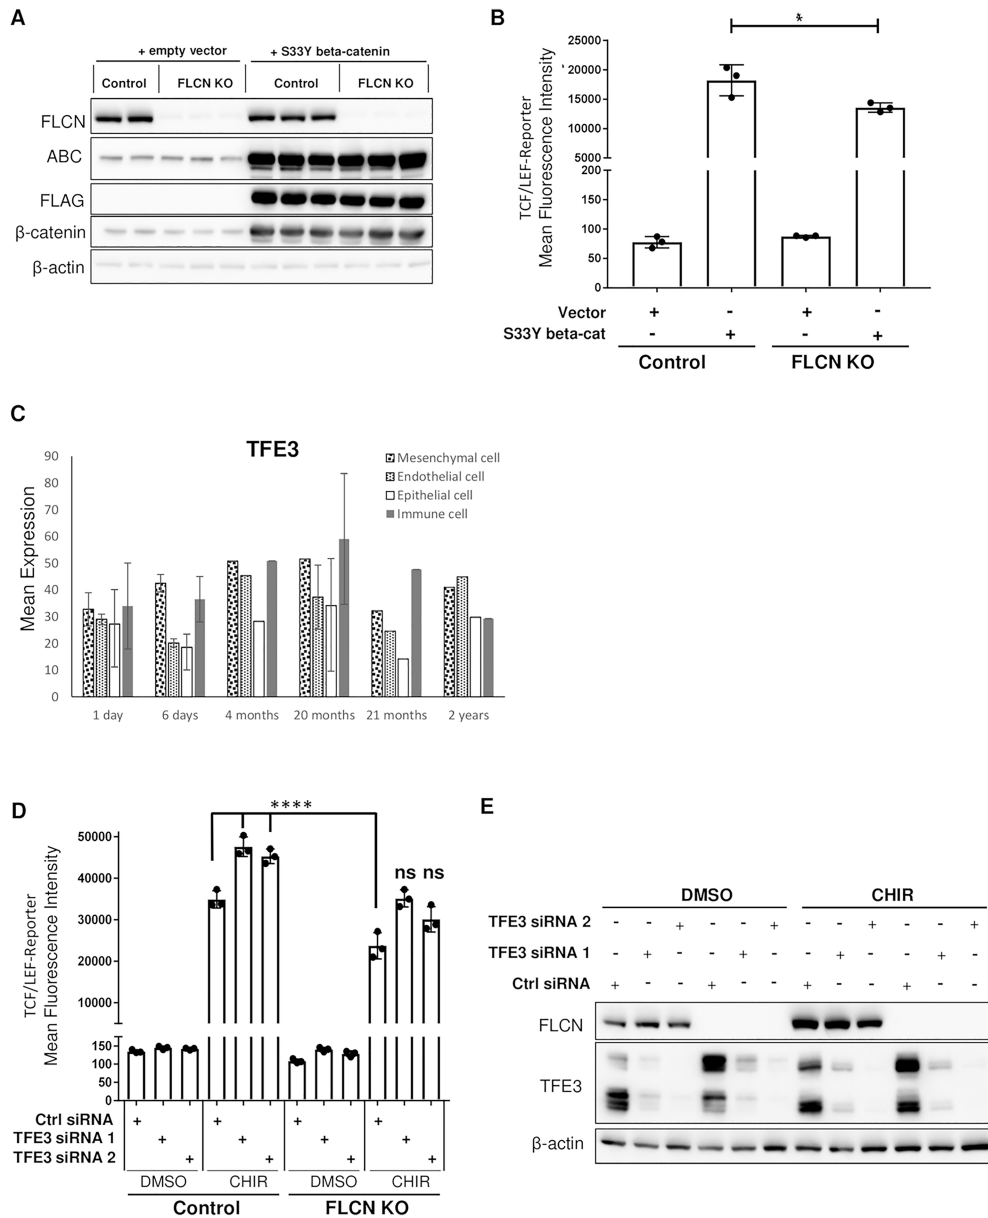 A
+ empty vector + S33Y beta-catenin
Control FLCN KO Control FLCN KO
FLCN
ABC
FLAG
β-catenin
β-actin
B
*
TCF/LEF-Reporter
Mean Fluorescence Intensity
25000
20000
15000
10000
5000
200
150
100
50
0
Vector + - + -
S33Y beta-cat - + - +
Control FLCN KO
C
TFE3
Mean Expression
90
80
70
60
50
40
30
20
10
0
Mesenchymal cell
Endothelial cell
Epithelial cell
Immune cell
1 day 6 days 4 months 20 months 21 months 2 years
D
****
ns ns
TCF/LEF-Reporter
Mean Fluorescence Intensity
50000
40000
30000
20000
10000
150
100
50
0
Ctrl siRNA + + + +
TFE3 siRNA 1 + + + +
TFE3 siRNA 2 + + + +
DMSO CHIR DMSO CHIR
Control FLCN KO
E
DMSO CHIR
TFE3 siRNA 2 - - + - - + - - + - - +
TFE3 siRNA 1 - + - - + - - + - - + -
Ctrl siRNA + - - + - - + - - + - -
FLCN
TFE3
β-actin